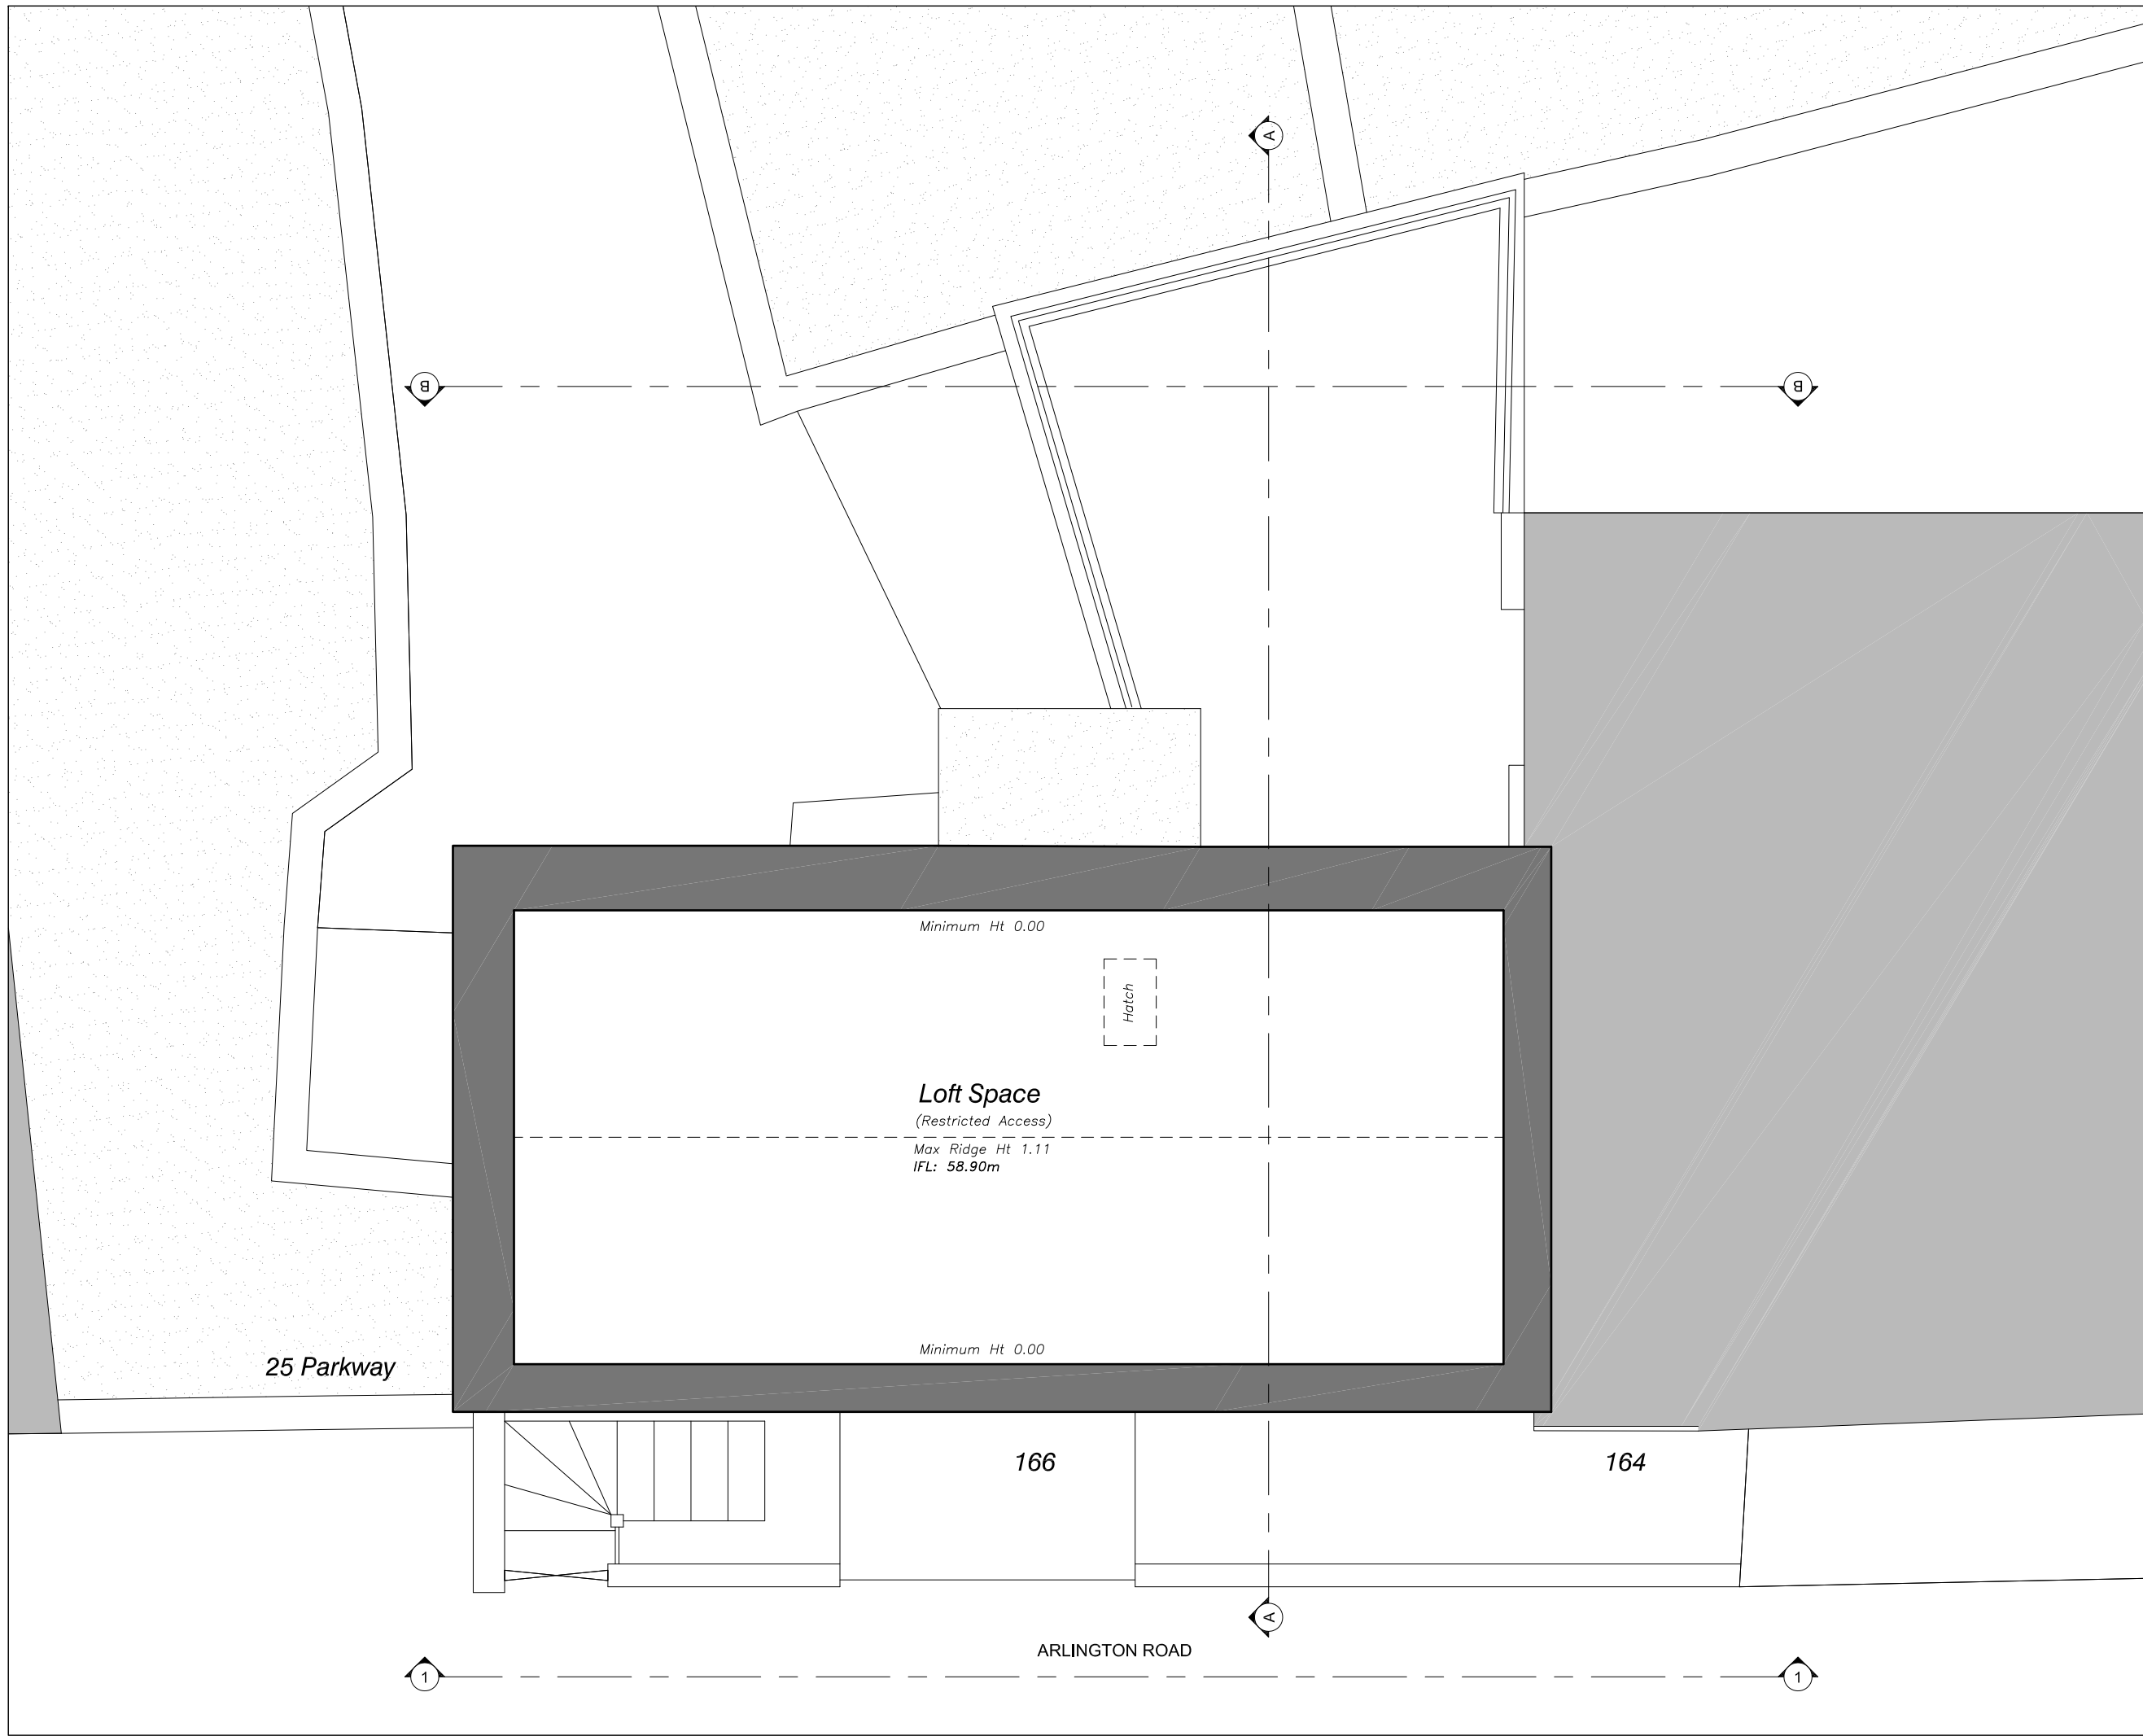 A
B
B
Minimum Ht 0.00
Hatch
Loft Space
(Restricted Access)
Max Ridge Ht 1.11
IFL: 58.90m
Minimum Ht 0.00
25 Parkway
166
164
A
ARLINGTON ROAD
1
1